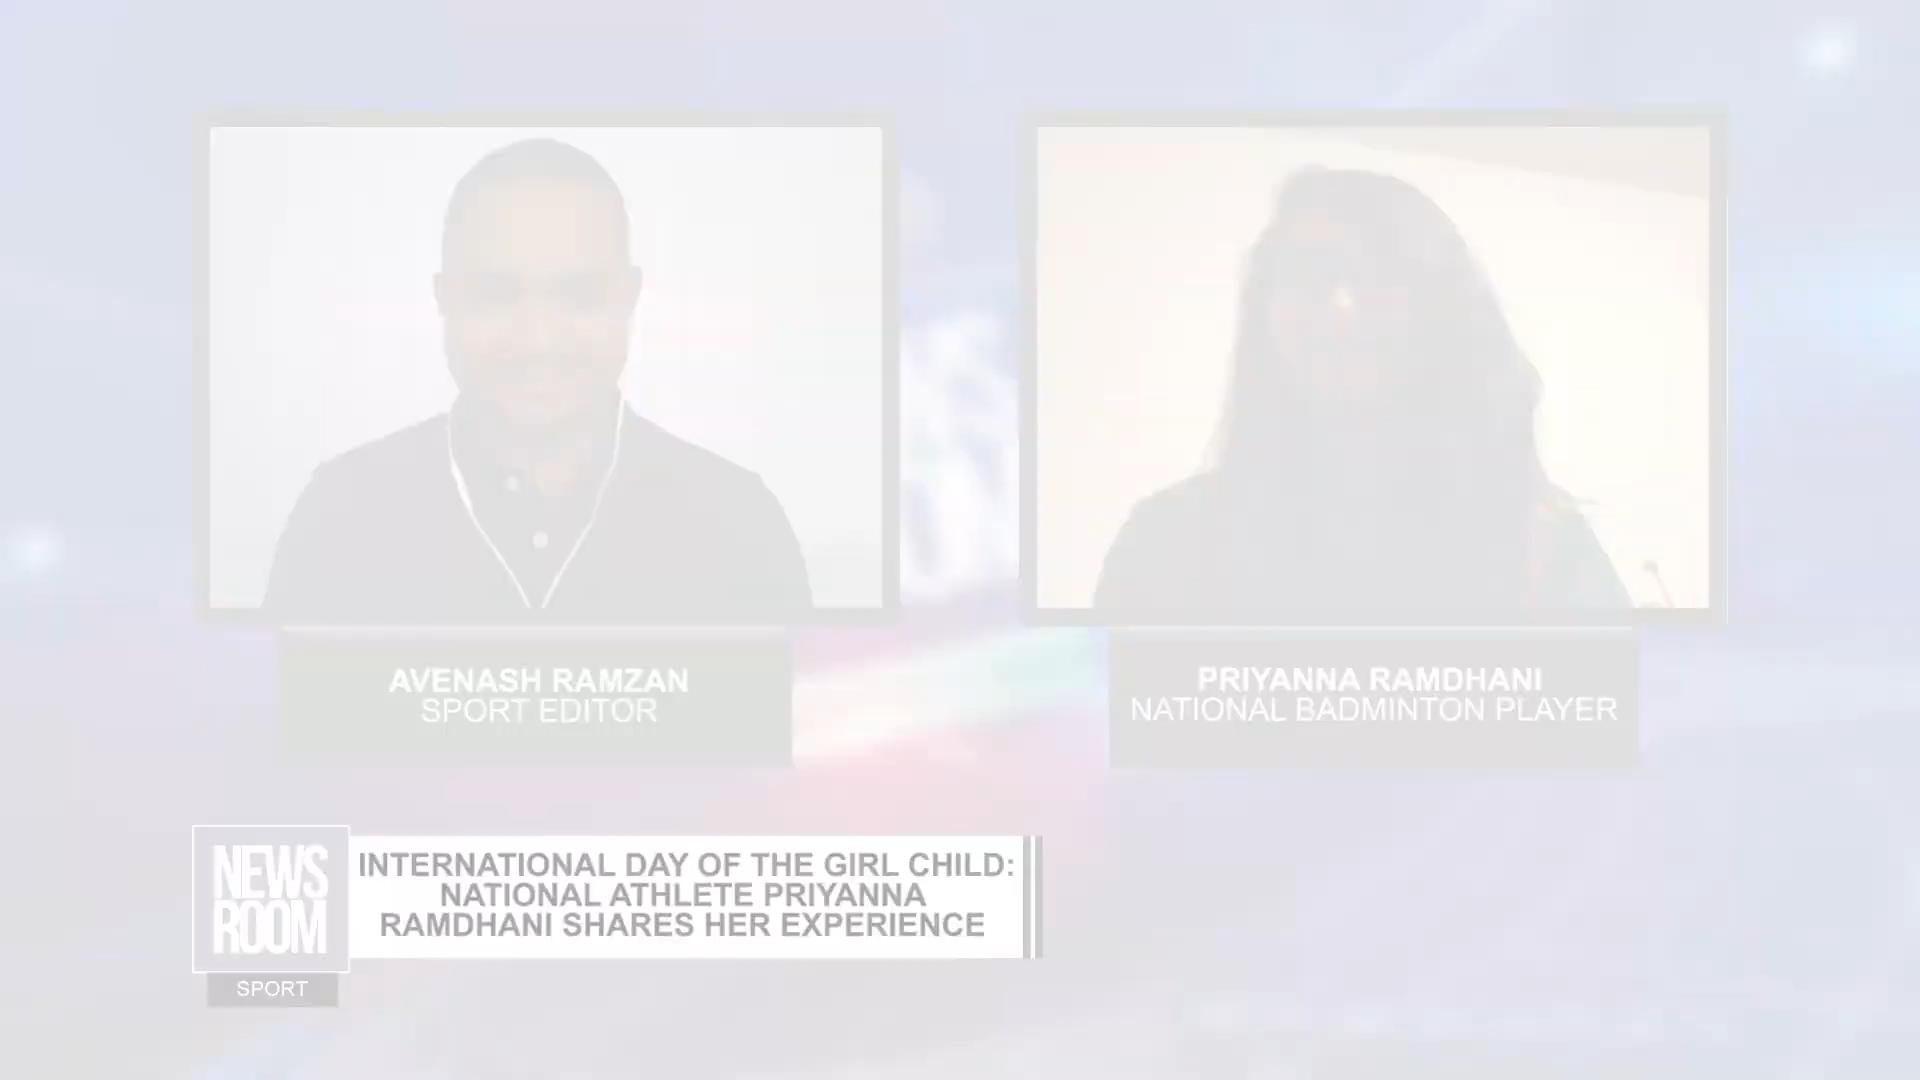 AVENASH RAMZAN
SPORT EDITOR
PRIYANNA RAMDHANI
NATIONAL BADMINTON PLAYER
NEWS
ROOM
SPORT
INTERNATIONAL DAY OF THE GIRL CHILD:
NATIONAL ATHLETE PRIYANNA
RAMDHANI SHARES HER EXPERIENCE